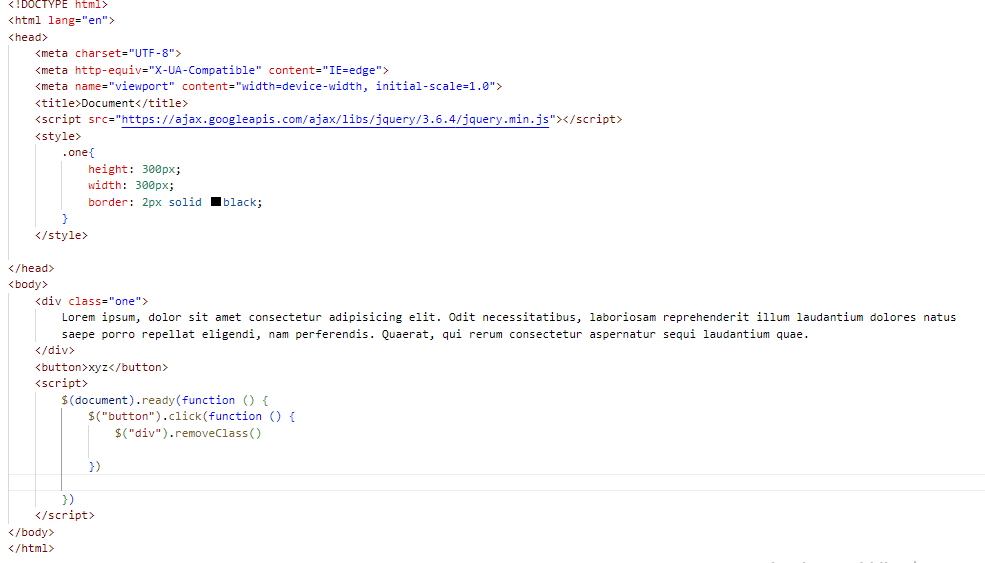 <!DOCTYPE html>
<html lang="en">
<head>
    <meta charset="UTF-8">
    <meta http-equiv="X-UA-Compatible" content="IE=edge">
    <meta name="viewport" content="width=device-width, initial-scale=1.0">
    <title>Document</title>
    <script src="https://ajax.googleapis.com/ajax/libs/jquery/3.6.4/jquery.min.js"></script>
    <style>
        .one{
            height: 300px;
            width: 300px;
            border: 2px solid black;
        }
    </style>
</head>
<body>
    <div class="one">
        Lorem ipsum, dolor sit amet consectetur adipisicing elit. Odit necessitatibus, laboriosam reprehenderit illum laudantium dolores natus
        saepe porro repellat eligendi, nam perferendis. Quaerat, qui rerum consectetur aspernatur sequi laudantium quae.
    </div>
    <button>xyz</button>
    <script>
        $(document).ready(function () {
            $("button").click(function () {
                $("div").removeClass()
            })
        })
    </script>
</body>
</html>